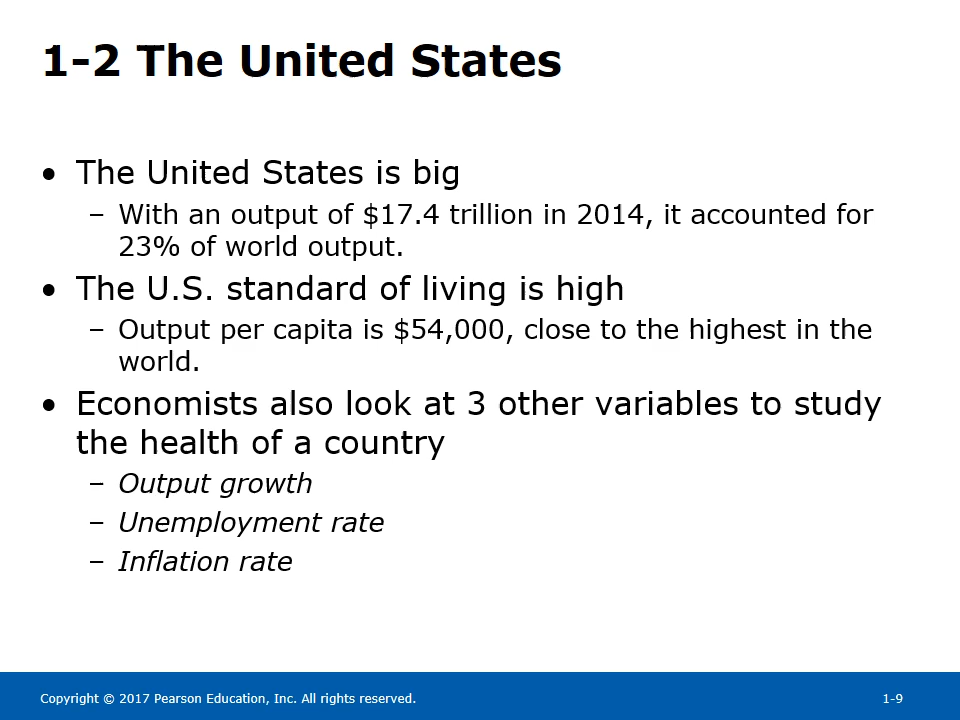 1-2 The United States
• The United States is big
– With an output of $17.4 trillion in 2014, it accounted for
23% of world output.
• The U.S. standard of living is high
– Output per capita is $54,000, close to the highest in the
world.
• Economists also look at 3 other variables to study
the health of a country
– Output growth
– Unemployment rate
– Inflation rate
Copyright © 2017 Pearson Education, Inc. All rights reserved.
1-9